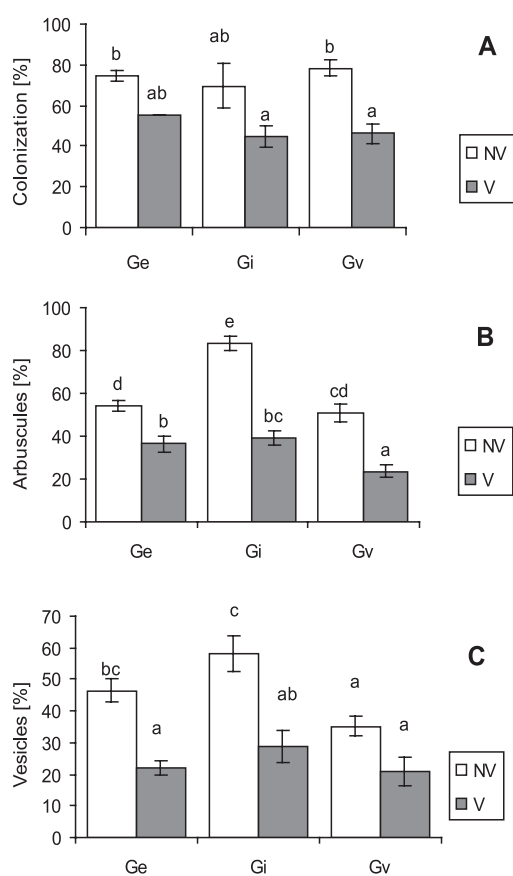 Colonization [%]
100
80
60
40
20
0
b
ab
ab
a
b
a
Ge
Gi
Gv
A
NV
V
Arbuscules [%]
100
80
60
40
20
0
d
b
e
bc
cd
a
Ge
Gi
Gv
B
NV
V
Vesicles [%]
70
60
50
40
30
20
10
0
bc
a
c
ab
a
a
Ge
Gi
Gv
C
NV
V